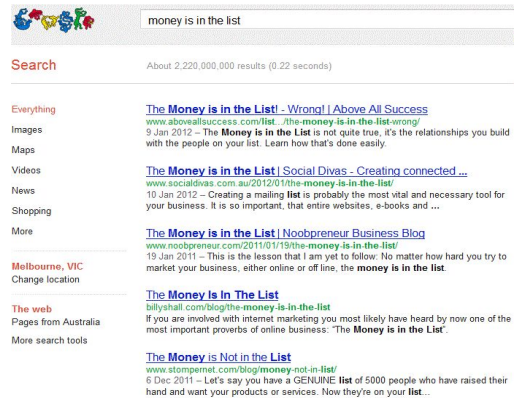 money is in the list
Search
About 2,220,000,000 results (0.22 seconds)
Everything
Images
Maps
Videos
News
Shopping
More
Melbourne, VIC
Change location
The web
Pages from Australia
More search tools
The Money is in the List! - Wrong! | Above All Success
www.aboveallsuccess.com/list.../the-money-is-in-the-list-wrong/
9 Jan 2012 – The Money is in the List is not quite true, it's the relationships you build
with the people on your list. Learn how that's done easily.
The Money is in the List | Social Divas - Creating connected ...
www.socialdivas.com.au/2012/01/the-money-is-in-the-list/
10 Jan 2012 – Creating a mailing list is probably the most vital and necessary tool for
your business. It is so important, that entire websites, e-books and ...
The Money is in the List | Noobpreneur Business Blog
www.noobpreneur.com/2011/01/19/the-money-is-in-the-list/
19 Jan 2011 – This is the lesson that I am yet to follow: No matter how hard you try to
market your business, either online or off line, the money is in the list.
The Money Is In The List
billyshall.com/blog/the-money-is-in-the-list
If you are involved with internet marketing you most likely have heard by now one of the
most important proverbs of online business: “The Money is in the List”.
The Money is Not in the List
www.stompernet.com/blog/money-not-in-list/
6 Dec 2011 – Let's say you have a GENUINE list of 5000 people who have raised their
hand and want your products or services. Now they're on your list...